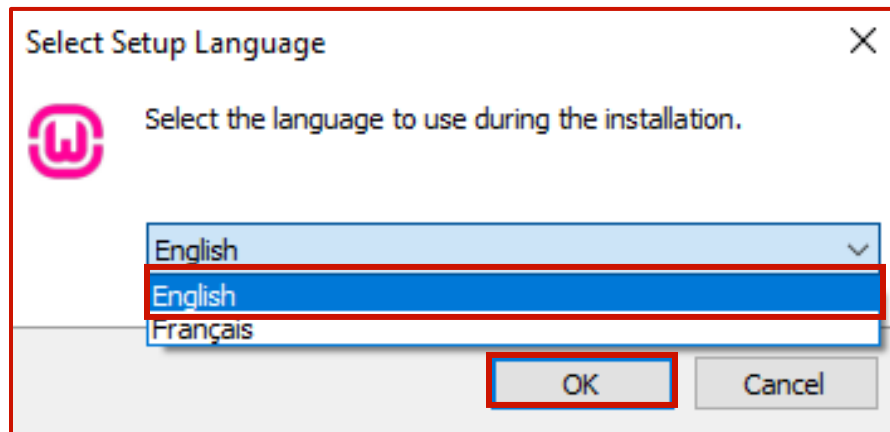 Select Setup Language
Select the language to use during the installation.
English
English
Français
OK Cancel